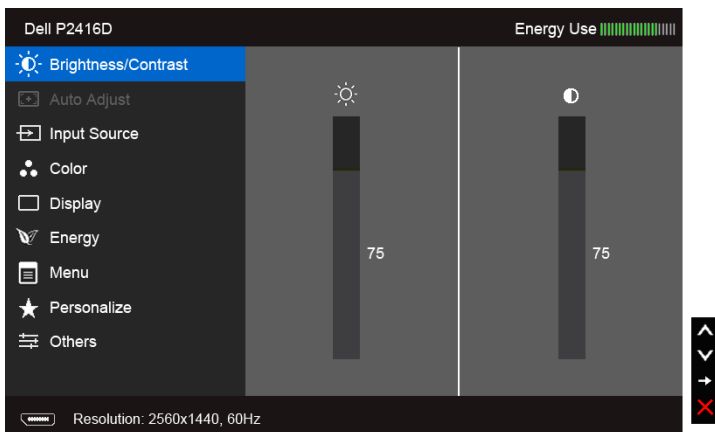 Dell P2416D
Energy Use
Brightness/Contrast
Auto Adjust
Input Source
Color
Display
Energy
Menu
Personalize
Others
75
75
Resolution: 2560x1440, 60Hz